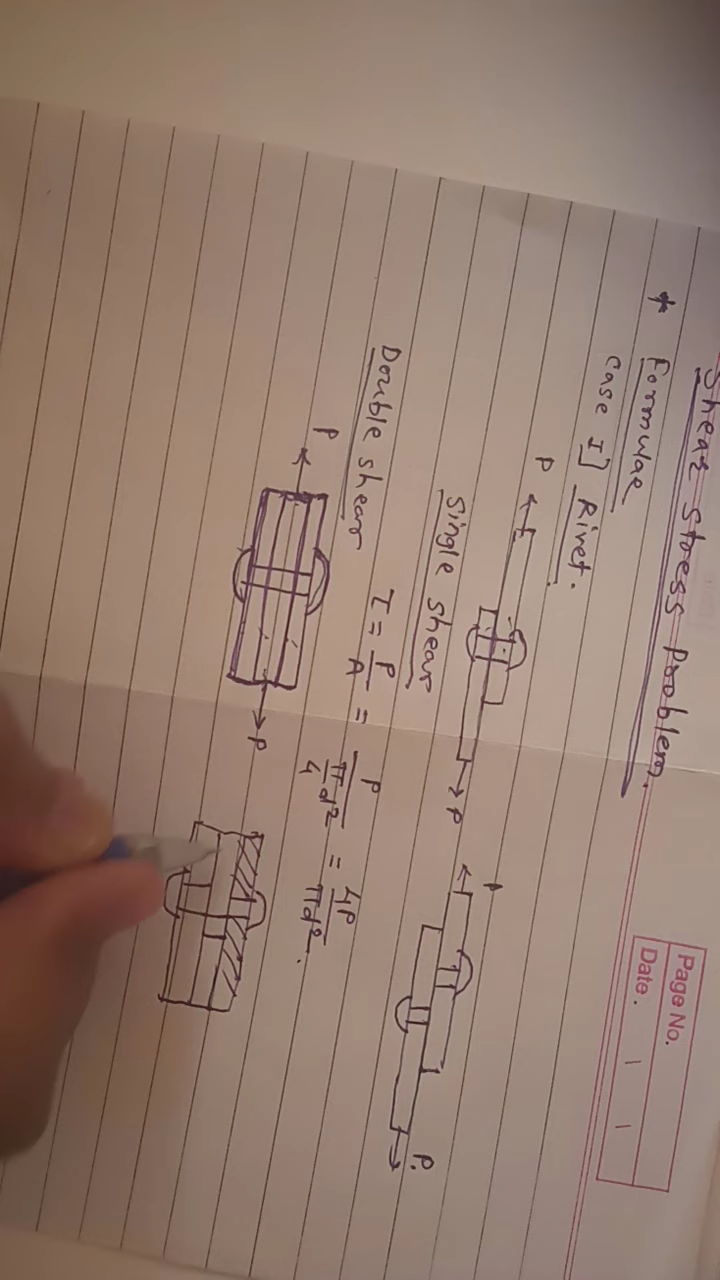 Page No.
Date.
Shear Stress Problem.
* Formulae
Case I] Rivet.
P P
P.
Single shear
τ = P/A = P/(π/4 d²) = 4P/πd².
Double shear
P P